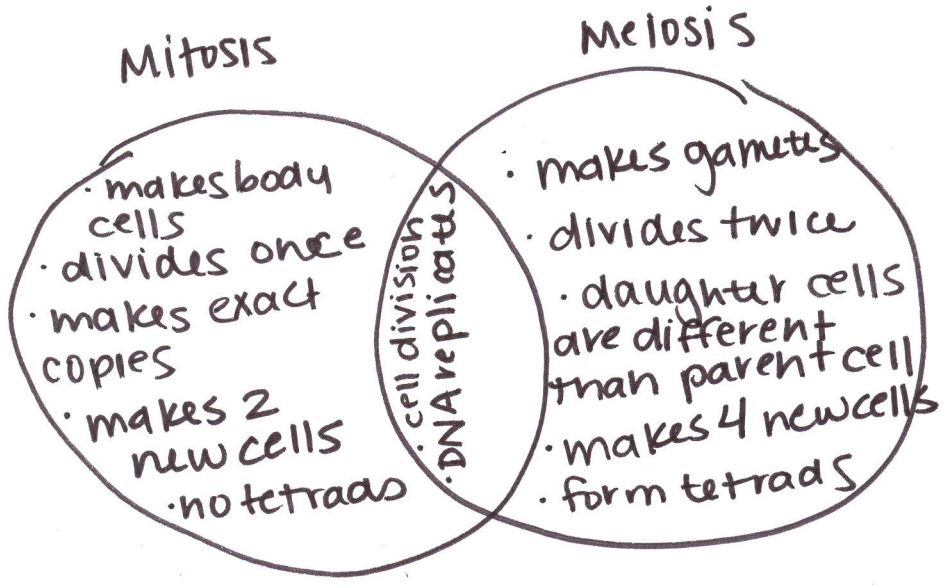 Mitosis
Meiosis
· makes body
cells
· divides once
· makes exact
copies
· makes 2
new cells
· no tetrads
· cell division
· DNA replicates
· makes gametes
· divides twice
· daughter cells
are different
than parent cell
· makes 4 new cells
· form tetrads